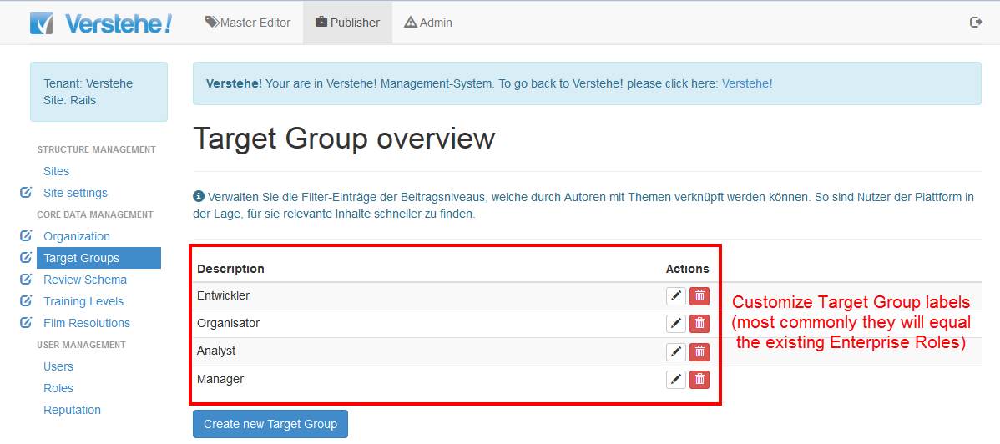 Verstehe!
Master Editor
Publisher
Admin
Tenant: Verstehe
Site: Rails
STRUCTURE MANAGEMENT
Sites
Site settings
CORE DATA MANAGEMENT
Organization
Target Groups
Review Schema
Training Levels
Film Resolutions
USER MANAGEMENT
Users
Roles
Reputation
Verstehe! Your are in Verstehe! Management-System. To go back to Verstehe! please click here: Verstehe!
Target Group overview
Verwalten Sie die Filter-Einträge der Beitragsniveaus, welche durch Autoren mit Themen verknüpft werden können. So sind Nutzer der Plattform in
der Lage, für sie relevante Inhalte schneller zu finden.
Description Actions
Entwickler
Organisator
Analyst
Manager
Customize Target Group labels
(most commonly they will equal
the existing Enterprise Roles)
Create new Target Group